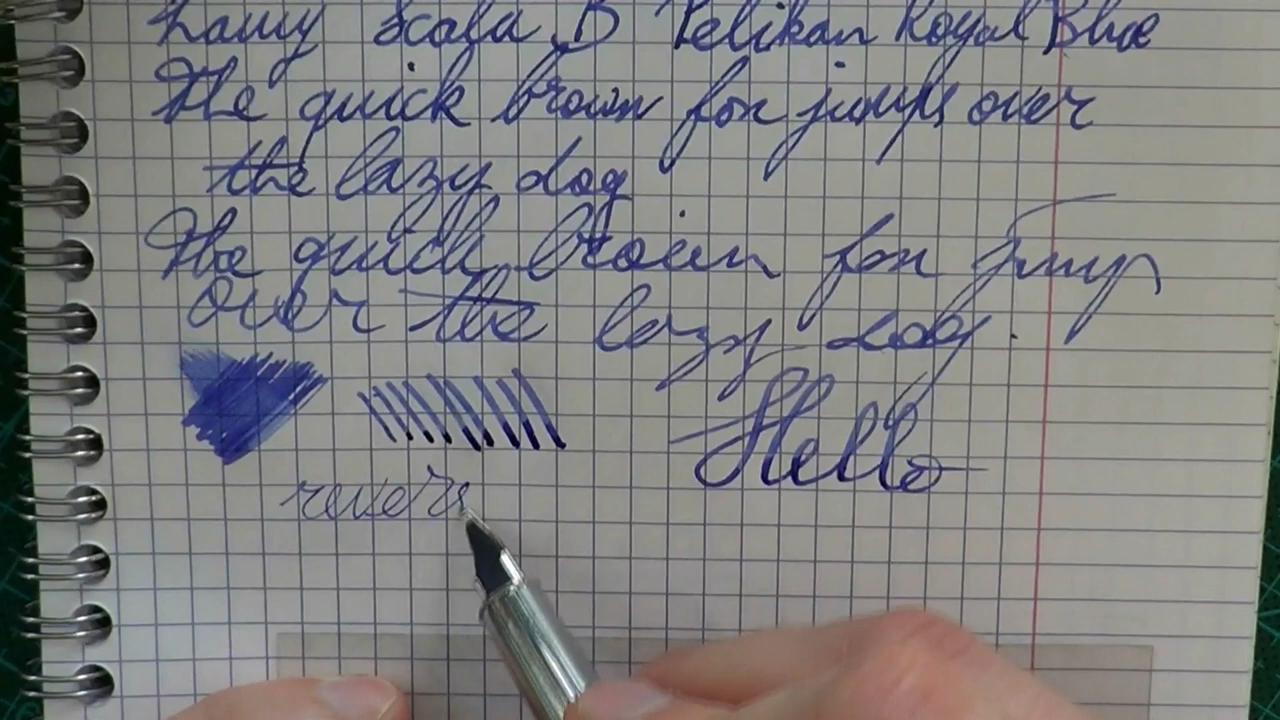 Lamy Scala B Pelikan Royal Blue
The quick brown fox jumps over
the lazy dog
The quick brown fox jump
over the lazy dog.
Hello
revers